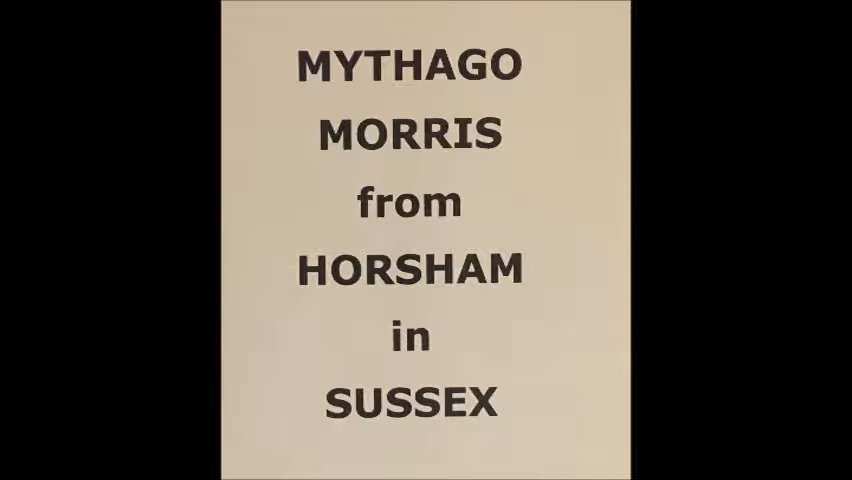 MYTHAGO
MORRIS
from
HORSHAM
in
SUSSEX